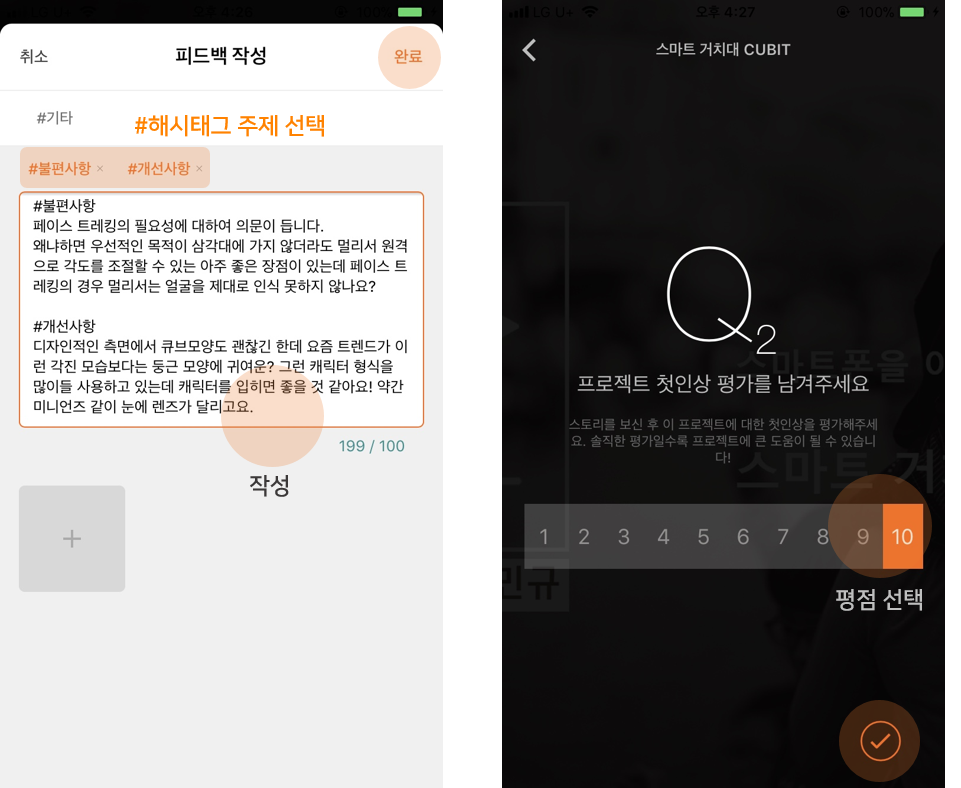 취소
피드백 작성
완료
#기타
#해시태그 주제 선택
#불편사항 ×
#개선사항 ×
#불편사항
페이스 트레킹의 필요성에 대하여 의문이 듭니다.
왜냐하면 우선적인 목적이 삼각대에 가지 않더라도 멀리서 원격
으로 각도를 조절할 수 있는 아주 좋은 장점이 있는데 페이스 트
레킹의 경우 멀리서는 얼굴을 제대로 인식 못하지 않나요?
#개선사항
디자인적인 측면에서 큐브모양도 괜찮긴 한데 요즘 트렌드가 이
런 각진 모습보다는 둥근 모양에 귀여운? 그런 캐릭터 형식을
많이들 사용하고 있는데 캐릭터를 입히면 좋을 것 같아요! 약간
미니언즈 같이 눈에 렌즈가 달리고요.
199 / 100
작성
+
LG U+
오후 4:27
100%
스마트 거치대 CUBIT
Q2
스마트폰을 이
프로젝트 첫인상 평가를 남겨주세요
스토리를 보신 후 이 프로젝트에 대한 첫인상을 평가해주세
요. 솔직한 평가일수록 프로젝트에 큰 도움이 될 수 있습니
다!
스마트 거
1 2 3 4 5 6 7 8 9 10
민규
평점 선택